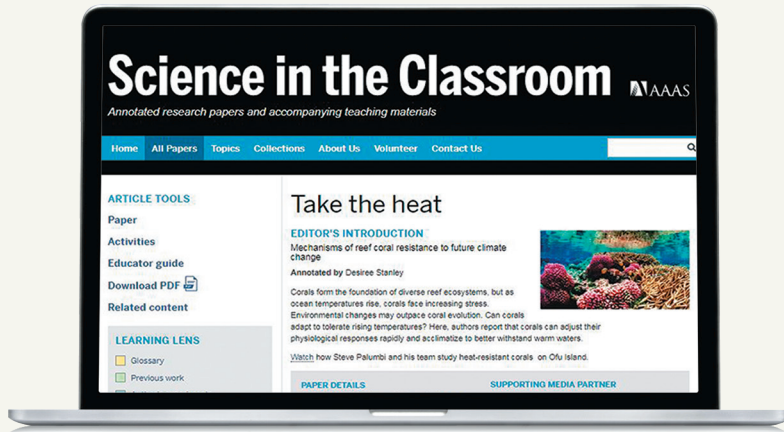 Science in the Classroom
AAAS
Annotated research papers and accompanying teaching materials
Home All Papers Topics Collections About Us Volunteer Contact Us
ARTICLE TOOLS
Paper
Activities
Educator guide
Download PDF
Related content
LEARNING LENS
Glossary
Previous work
Take the heat
EDITOR'S INTRODUCTION
Mechanisms of reef coral resistance to future climate
change
Annotated by Desiree Stanley
Corals form the foundation of diverse reef ecosystems, but as
ocean temperatures rise, corals face increasing stress.
Environmental changes may outpace coral evolution. Can corals
adapt to tolerate rising temperatures? Here, authors report that corals can adjust their
physiological responses rapidly and acclimatize to better withstand warm waters.
Watch how Steve Palumbi and his team study heat-resistant corals on Ofu Island.
PAPER DETAILS
SUPPORTING MEDIA PARTNER